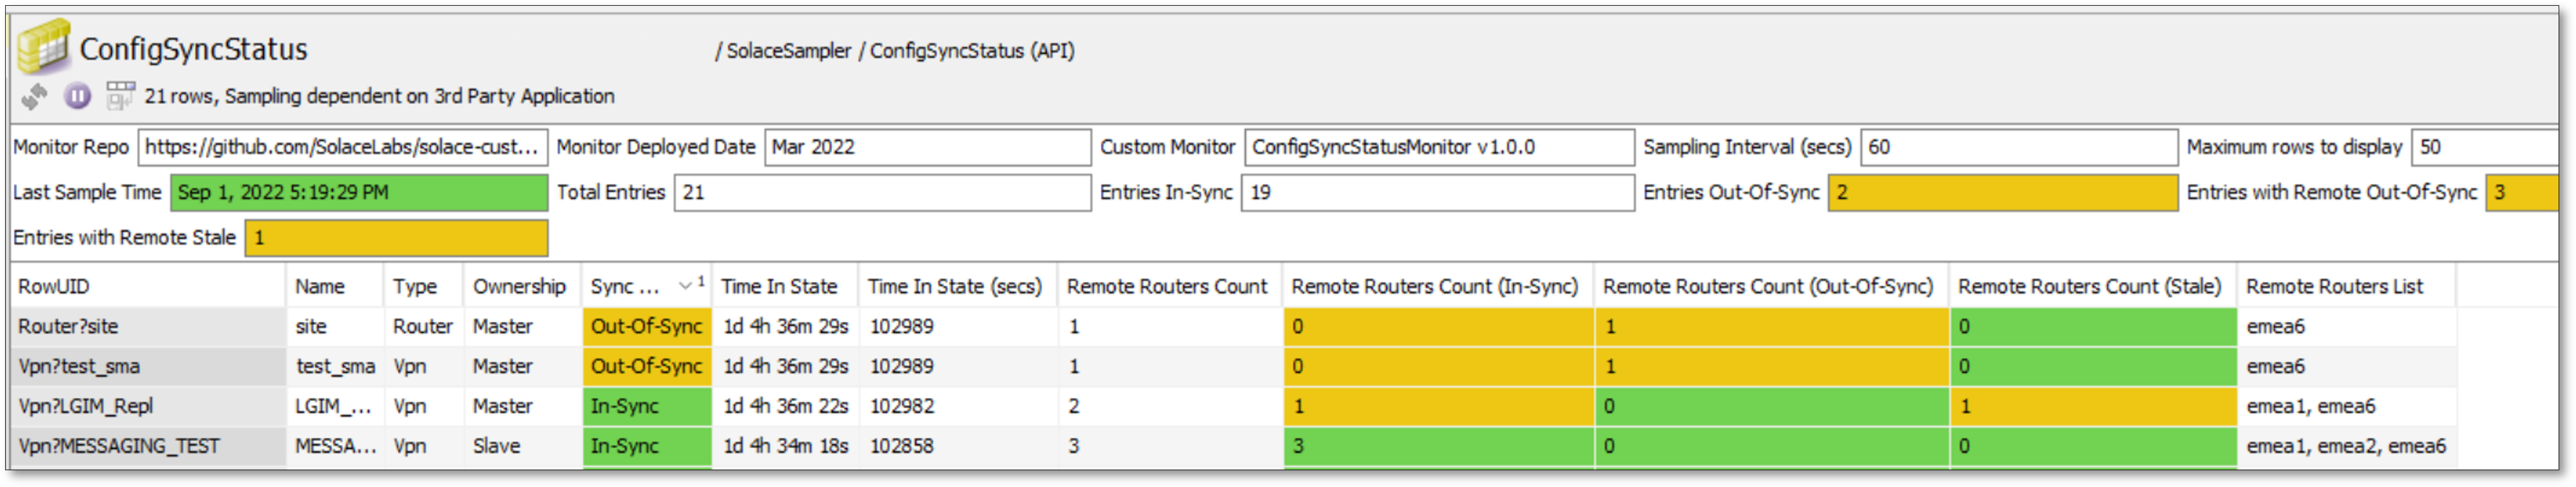 ConfigSyncStatus / SolaceSampler / ConfigSyncStatus (API)
21 rows, Sampling dependent on 3rd Party Application
Monitor Repo https://github.com/SolaceLabs/solace-cust... Monitor Deployed Date Mar 2022 Custom Monitor ConfigSyncStatusMonitor v1.0.0 Sampling Interval (secs) 60 Maximum rows to display 50
Last Sample Time Sep 1, 2022 5:19:29 PM Total Entries 21 Entries In-Sync 19 Entries Out-Of-Sync 2 Entries with Remote Out-Of-Sync 3
Entries with Remote Stale 1
RowUID Name Type Ownership Sync ... 1 Time In State Time In State (secs) Remote Routers Count Remote Routers Count (In-Sync) Remote Routers Count (Out-Of-Sync) Remote Routers Count (Stale) Remote Routers List
Router?site site Router Master Out-Of-Sync 1d 4h 36m 29s 102989 1 0 1 0 emea6
Vpn?test_sma test_sma Vpn Master Out-Of-Sync 1d 4h 36m 29s 102989 1 0 1 0 emea6
Vpn?LGIM_Repl LGIM_... Vpn Master In-Sync 1d 4h 36m 22s 102982 2 1 0 1 emea1, emea6
Vpn?MESSAGING_TEST MESSA... Vpn Slave In-Sync 1d 4h 34m 18s 102858 3 3 0 0 emea1, emea2, emea6